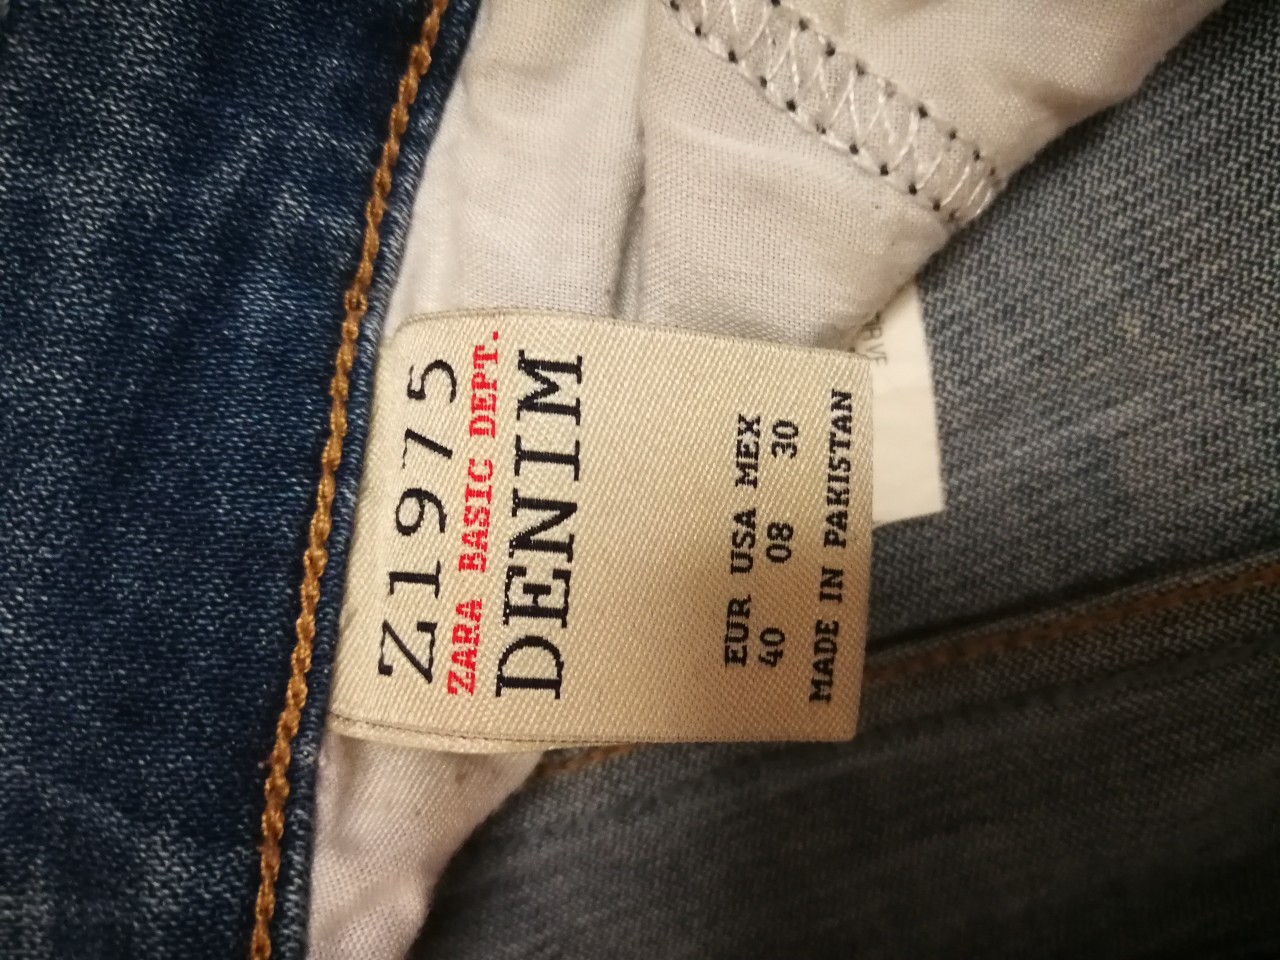 Z1975
ZARA BASIC DEPT.
DENIM
EUR USA MEX
40 08 30
MADE IN PAKISTAN